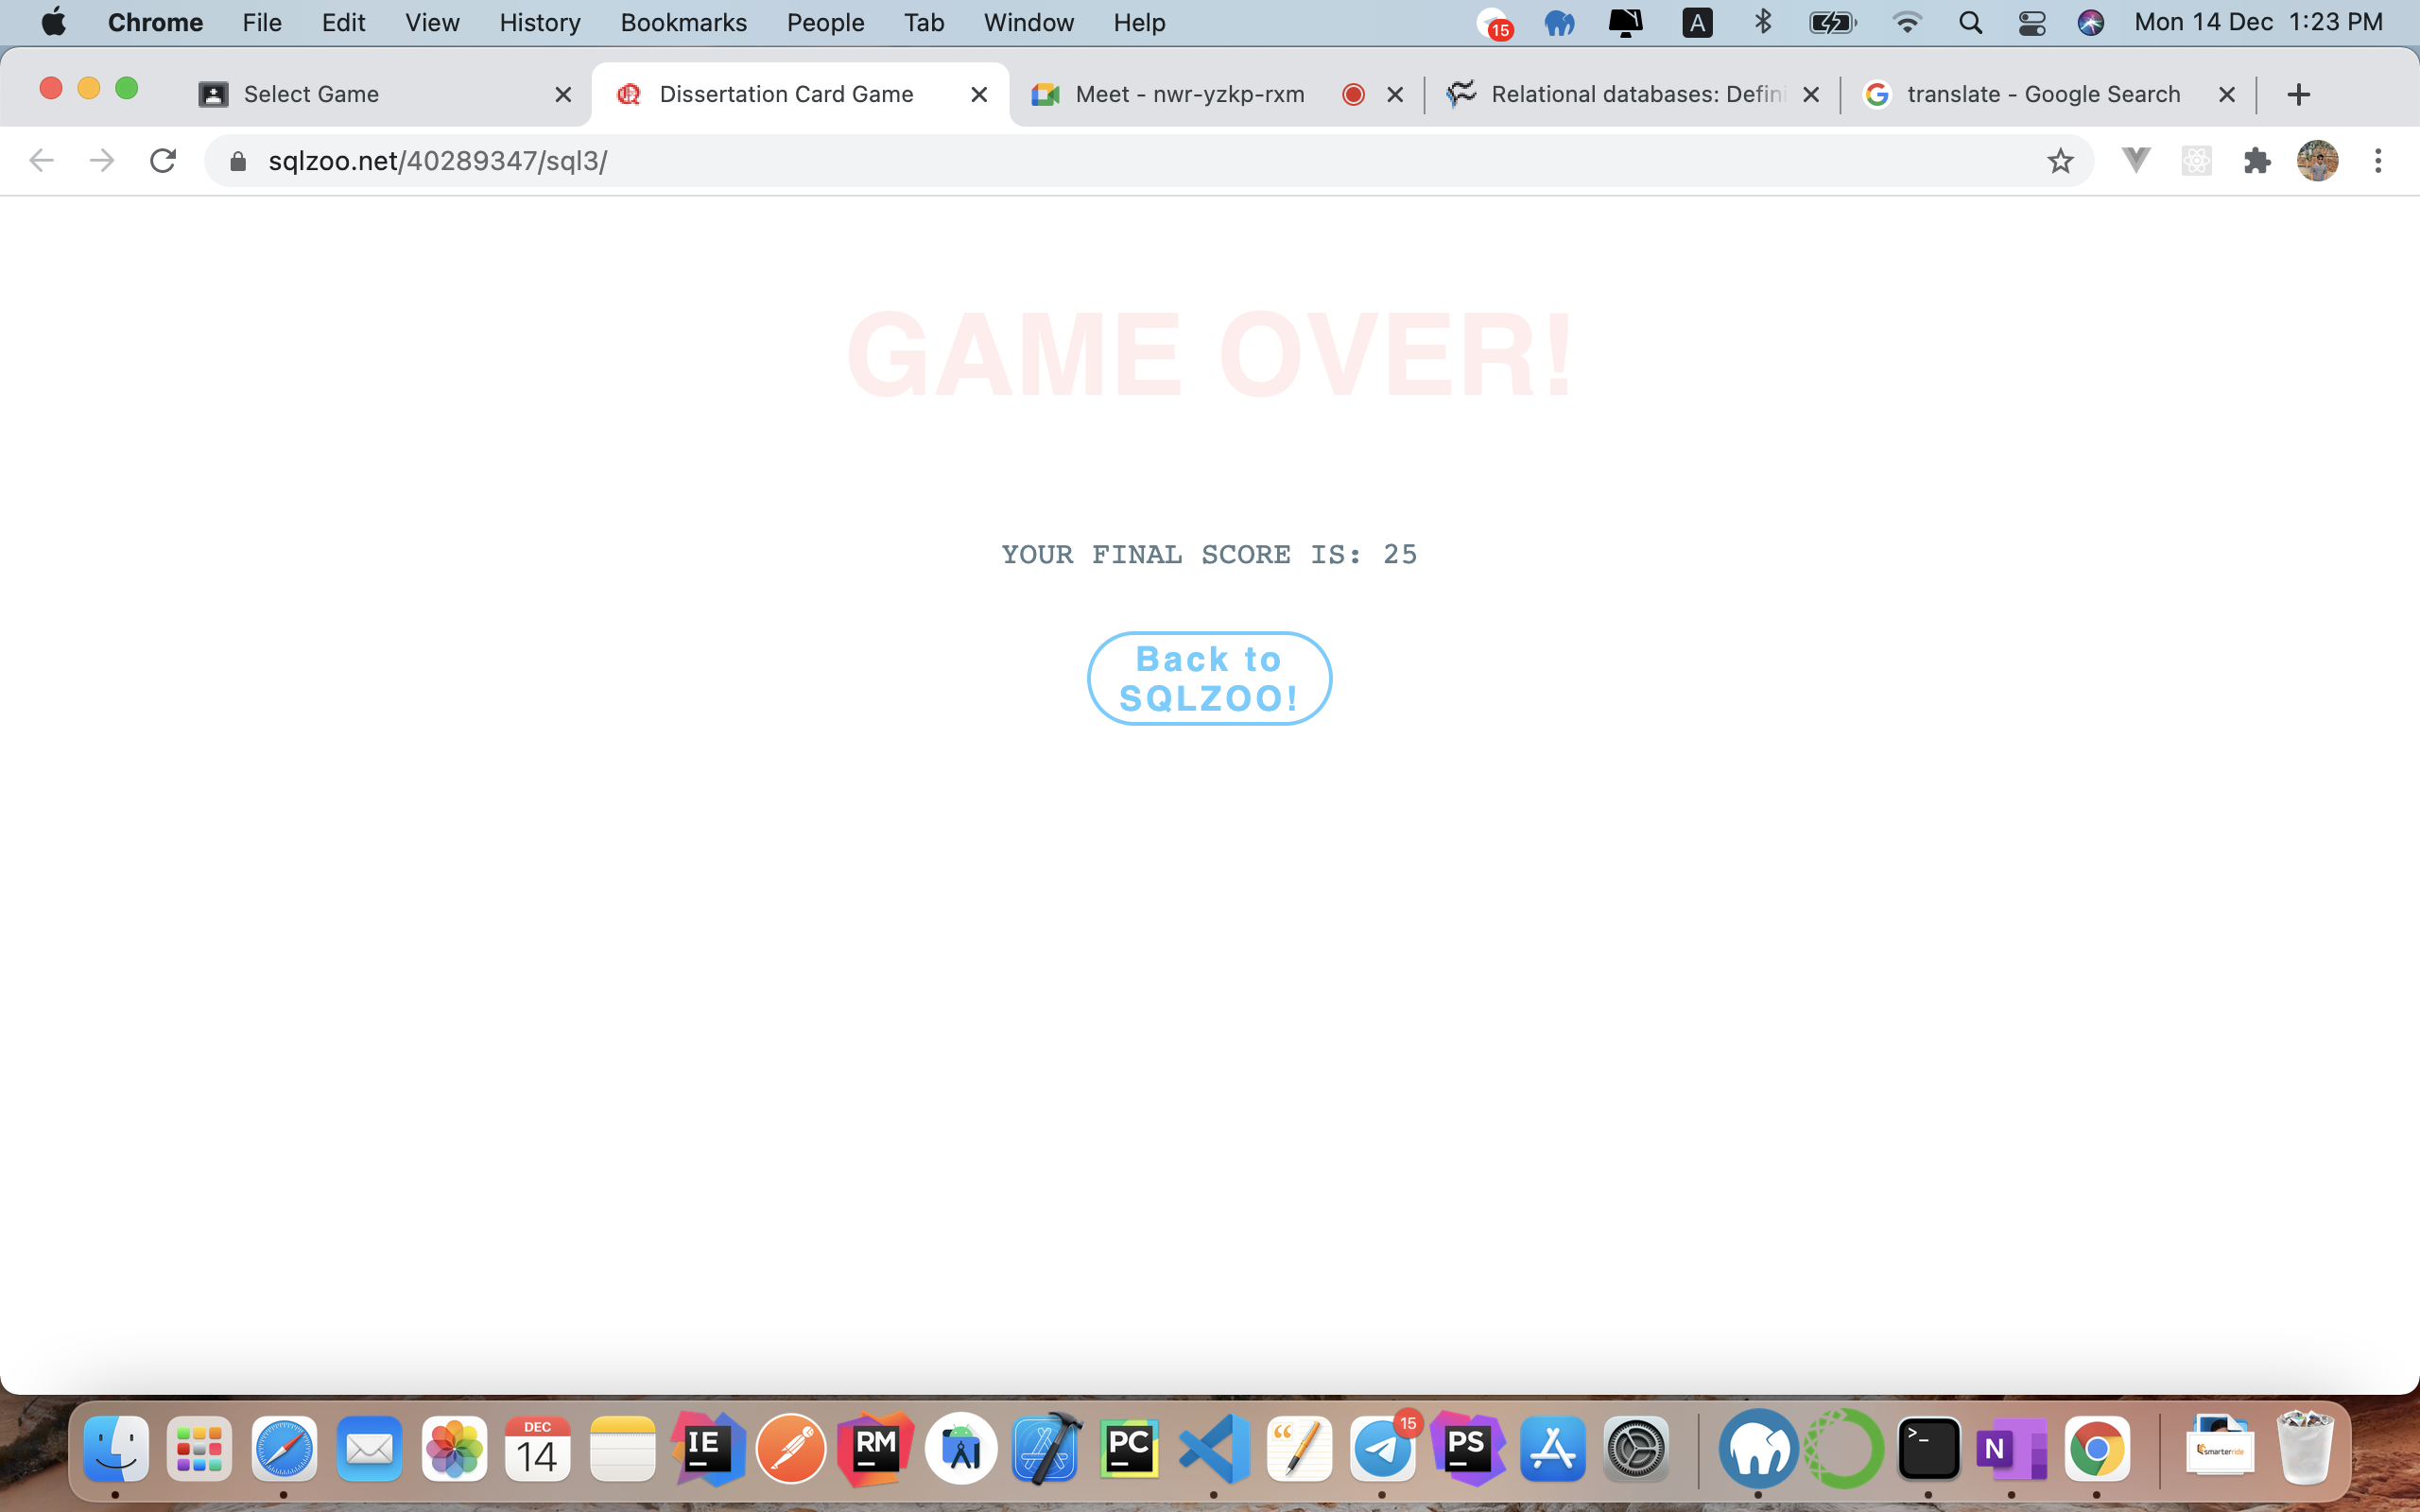 Chrome File Edit View History Bookmarks People Tab Window Help 15 A Mon 14 Dec 1:23 PM
Select Game Dissertation Card Game Meet - nwr-yzkp-rxm Relational databases: Defini translate - Google Search
sqlzoo.net/40289347/sql3/
GAME OVER!
YOUR FINAL SCORE IS: 25
Back to
SQLZOO!
DEC
14
IE
RM
PC
15
PS
>_
N
smarterride